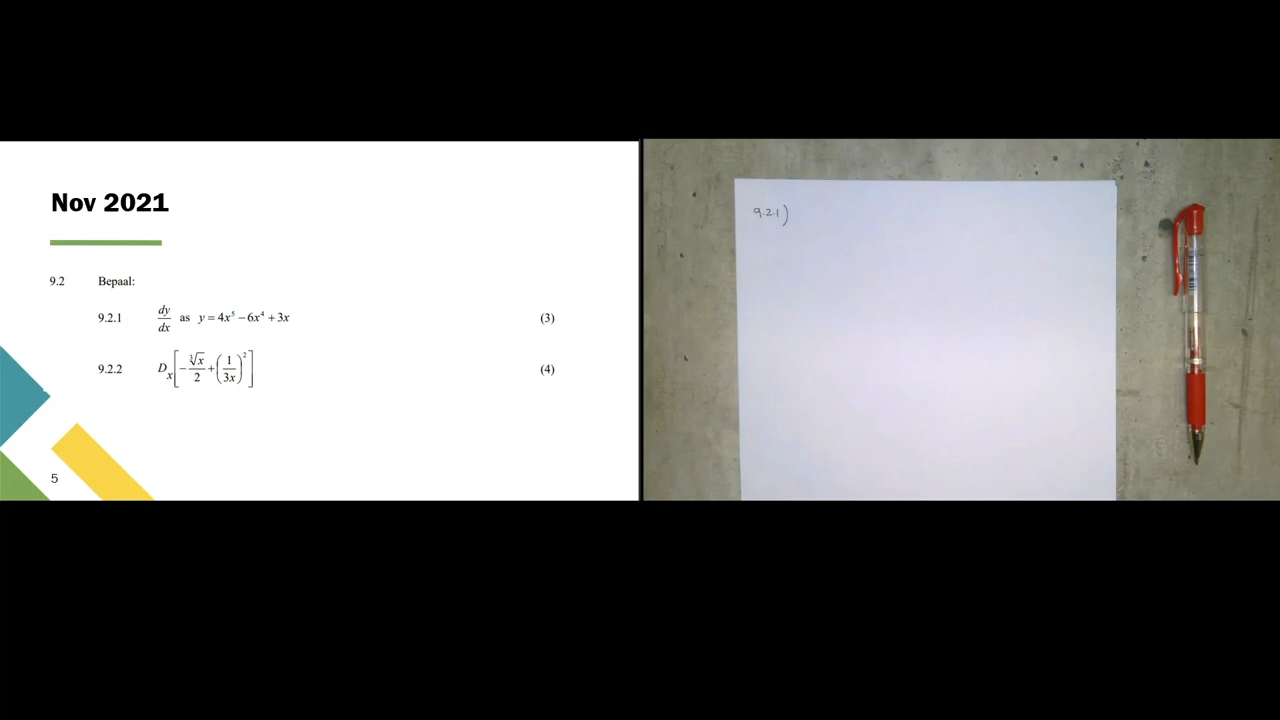 Nov 2021
9.2 Bepaal:
9.2.1 dy/dx as y = 4x⁵ − 6x⁴ + 3x (3)
9.2.2 Dₓ[−∛x/2 + (1/3x)²] (4)
5
9.2.1)